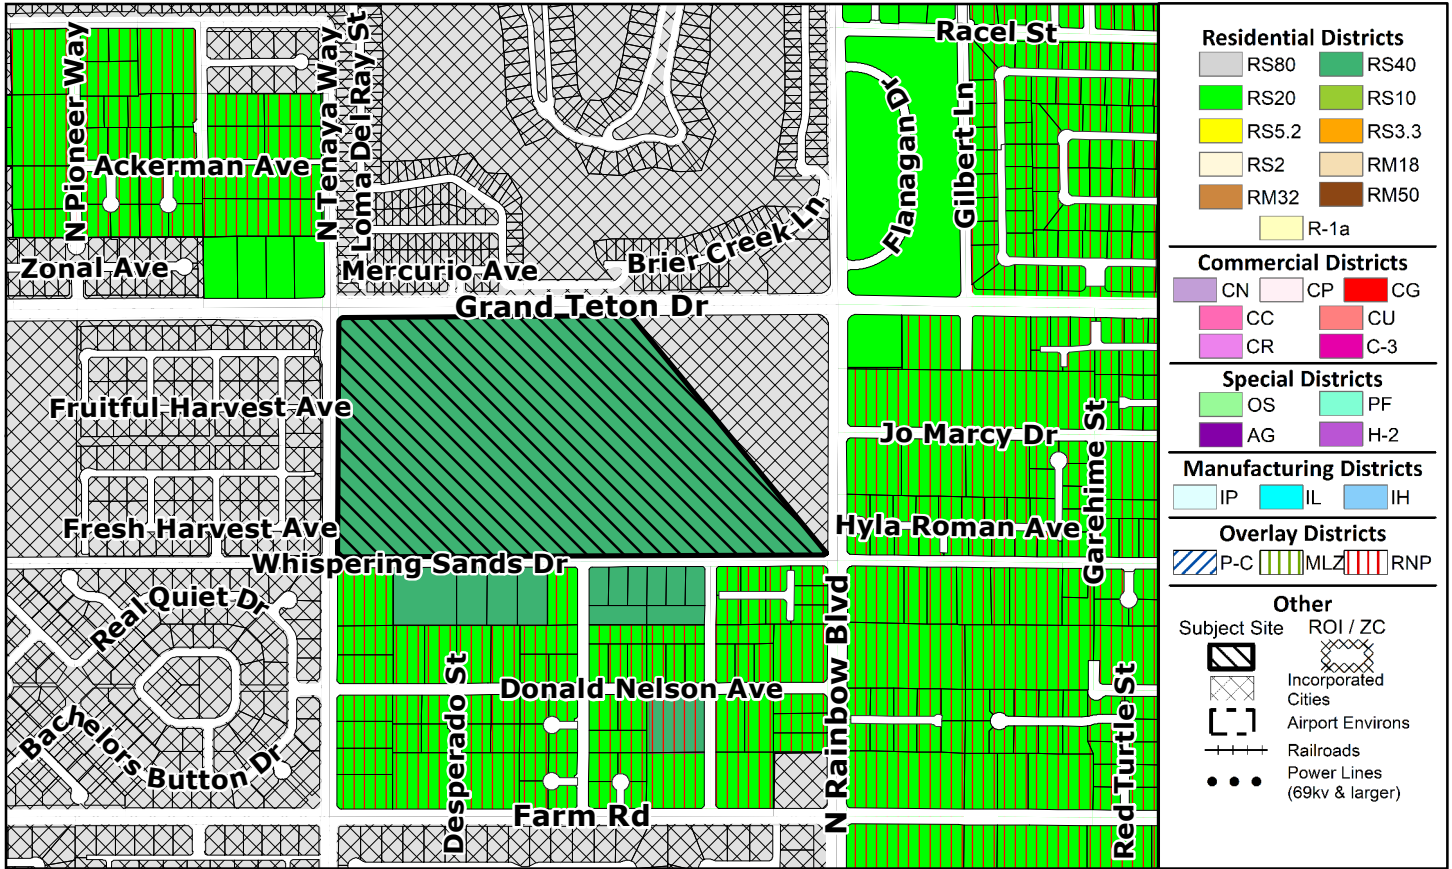 Racel St
N Pioneer Way
N Tenaya Way
Loma Del Ray St
Flanagan Dr
Gilbert Ln
Ackerman Ave
Zonal Ave
Mercurio Ave
Brier Creek Ln
Grand Teton Dr
Fruitful Harvest Ave
Jo Marcy Dr
Garehime St
Fresh Harvest Ave
Hyla Roman Ave
Whispering Sands Dr
Real Quiet Dr
N Rainbow Blvd
Desperado St
Donald Nelson Ave
Red Turtle St
Bachelors Button Dr
Farm Rd
Residential Districts
RS80 RS40
RS20 RS10
RS5.2 RS3.3
RS2 RM18
RM32 RM50
R-1a
Commercial Districts
CN CP CG
CC CU
CR C-3
Special Districts
OS PF
AG H-2
Manufacturing Districts
IP IL IH
Overlay Districts
P-C MLZ RNP
Other
Subject Site ROI / ZC
Incorporated
Cities
Airport Environs
Railroads
Power Lines
(69kv & larger)